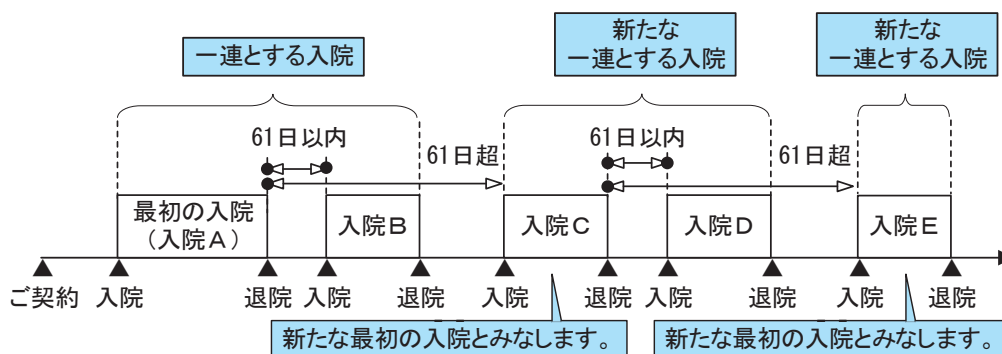 一連とする入院
新たな
一連とする入院
新たな
一連とする入院
61日以内
61日超
61日以内
61日超
最初の入院
(入院A)
入院B
入院C
入院D
入院E
ご契約
入院
退院
入院
退院
入院
退院
入院
退院
入院
退院
新たな最初の入院とみなします。
新たな最初の入院とみなします。